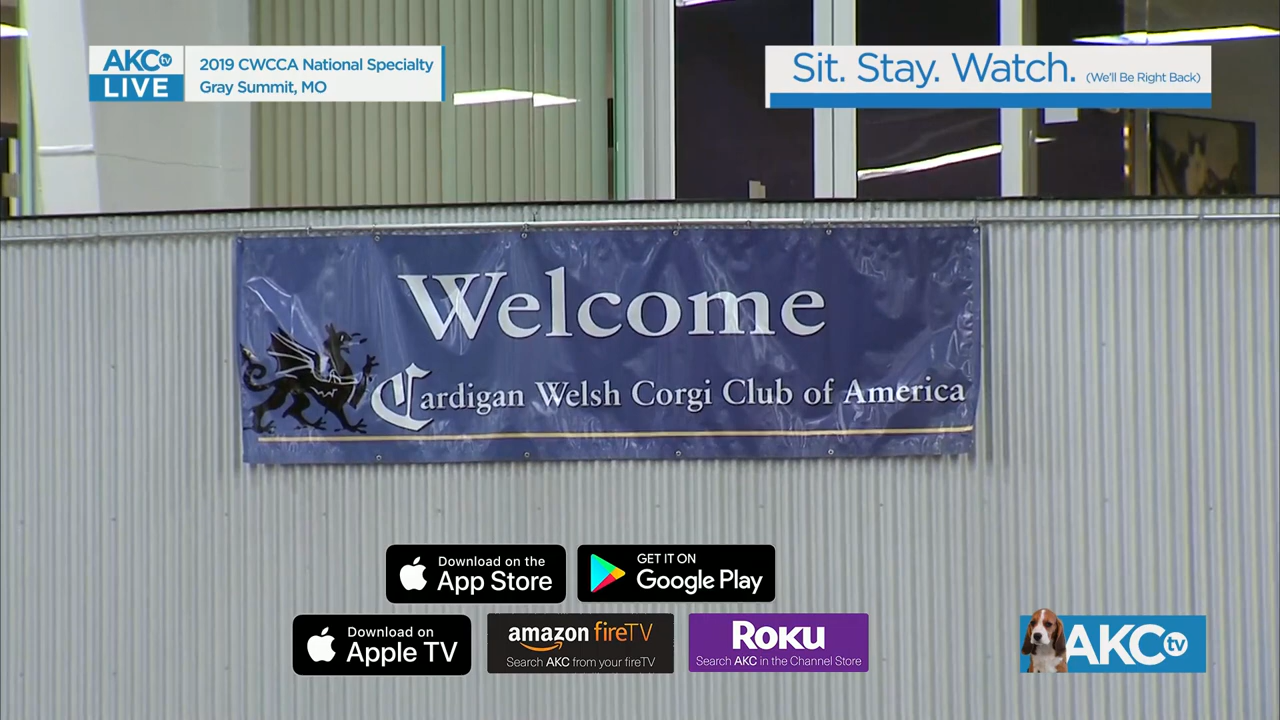 AKC tv
LIVE
2019 CWCCA National Specialty
Gray Summit, MO
Sit. Stay. Watch. (We'll Be Right Back)
Welcome
Cardigan Welsh Corgi Club of America
Download on the
App Store
GET IT ON
Google Play
Download on
Apple TV
amazon fireTV
Search AKC from your fireTV
ROKU
Search AKC in the Channel Store
AKC tv